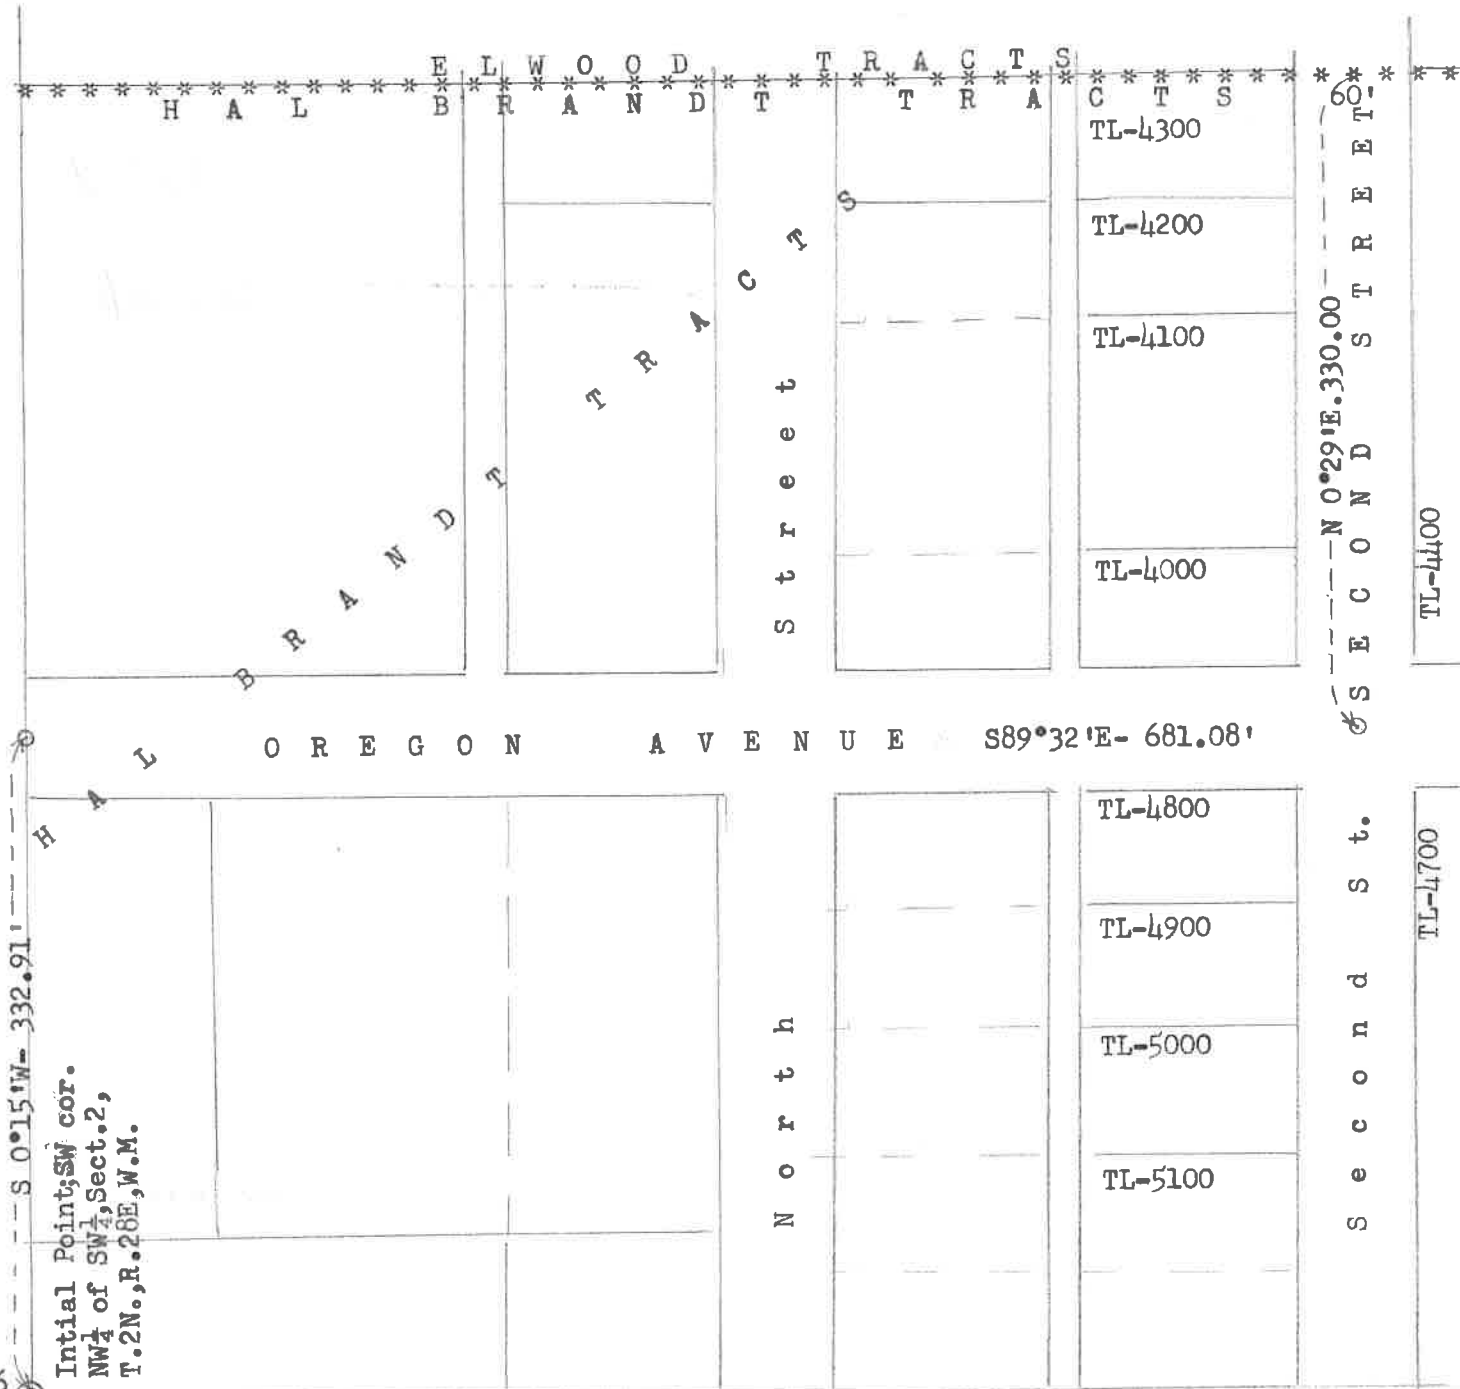 ELWOOD TRACTS
HAL BRANDT TRACTS
60'
TL-4300
TL-4200
TL-4100
TL-4000
N 0°29'E.330.00
SECOND STREET
TL-4400
Street
HAL BRANDT TRACTS
OREGON AVENUE S89°32'E- 681.08'
TL-4800
TL-4900
TL-5000
TL-5100
North
Second St.
TL-4700
S 0°15'W- 332.91'
Intial Point;SW cor.
NW¼ of SW¼,Sect.2,
T.2N.,R.28E,W.M.